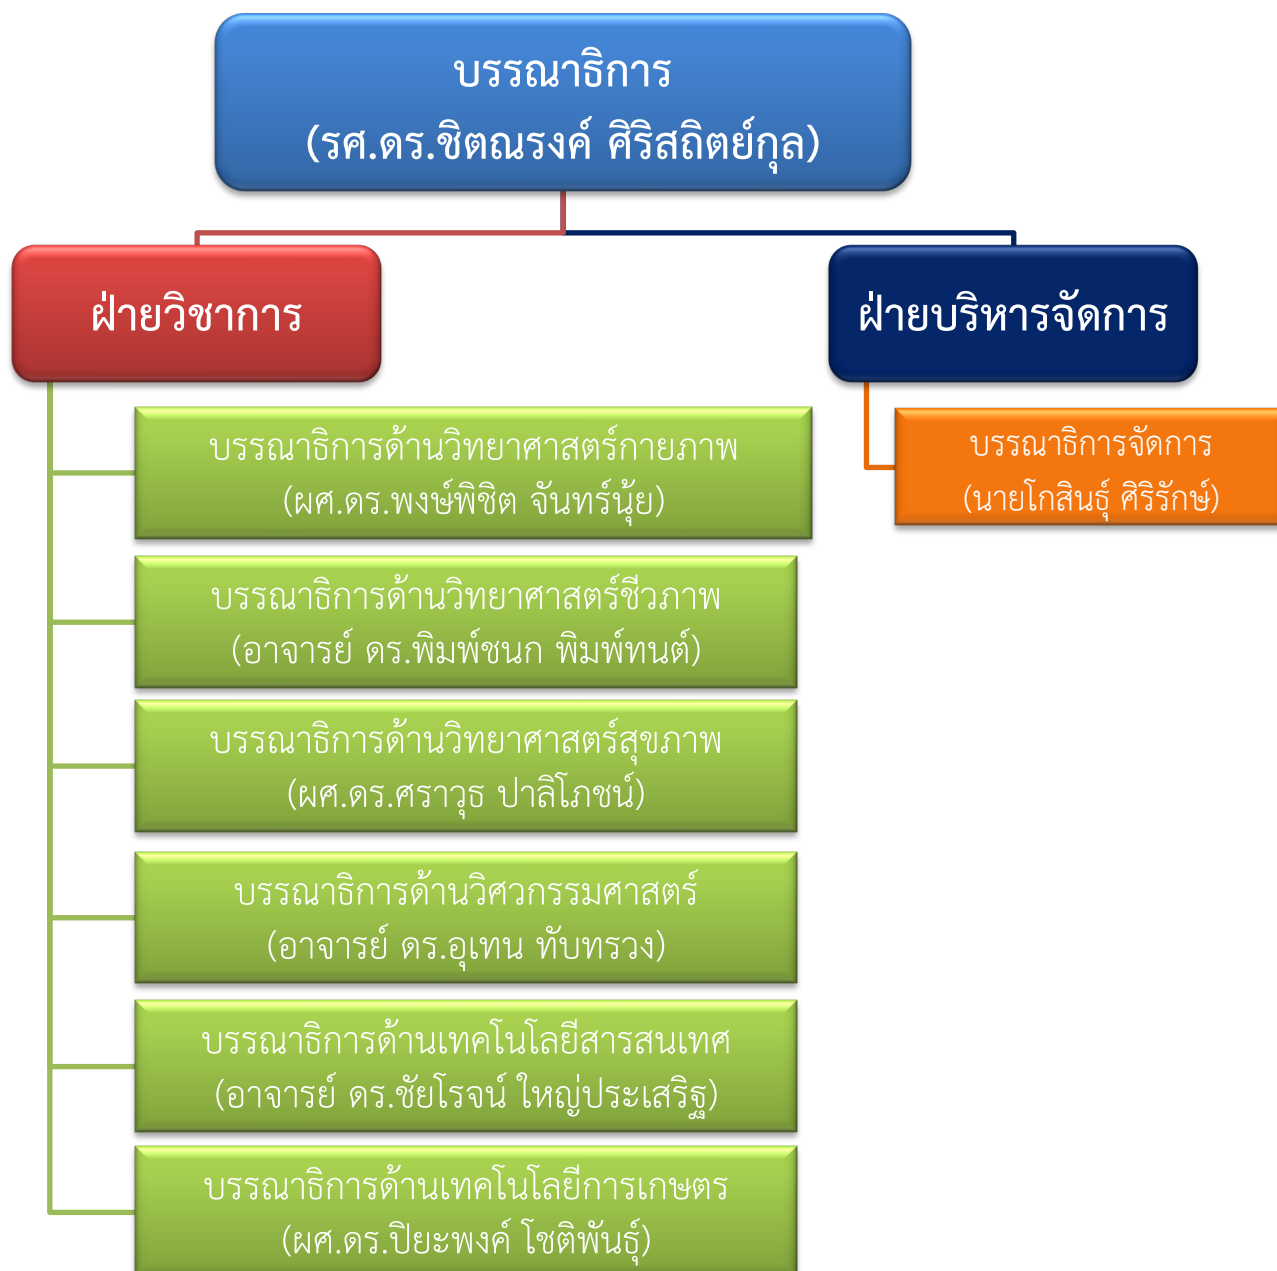 บรรณาธิการ
(รศ.ดร.ชิตณรงค์ ศิริสถิตย์กุล)
ฝ่ายวิชาการ
ฝ่ายบริหารจัดการ
บรรณาธิการด้านวิทยาศาสตร์กายภาพ
(ผศ.ดร.พงษ์พิชิต จันทร์นุ้ย)
บรรณาธิการจัดการ
(นายโกสินธุ์ ศิริรักษ์)
บรรณาธิการด้านวิทยาศาสตร์ชีวภาพ
(อาจารย์ ดร.พิมพ์ชนก พิมพ์ทนต์)
บรรณาธิการด้านวิทยาศาสตร์สุขภาพ
(ผศ.ดร.ศราวุธ ปาลิโภชน์)
บรรณาธิการด้านวิศวกรรมศาสตร์
(อาจารย์ ดร.อุเทน ทับทรวง)
บรรณาธิการด้านเทคโนโลยีสารสนเทศ
(อาจารย์ ดร.ชัยโรจน์ ใหญ่ประเสริฐ)
บรรณาธิการด้านเทคโนโลยีการเกษตร
(ผศ.ดร.ปิยะพงค์ โชติพันธุ์)